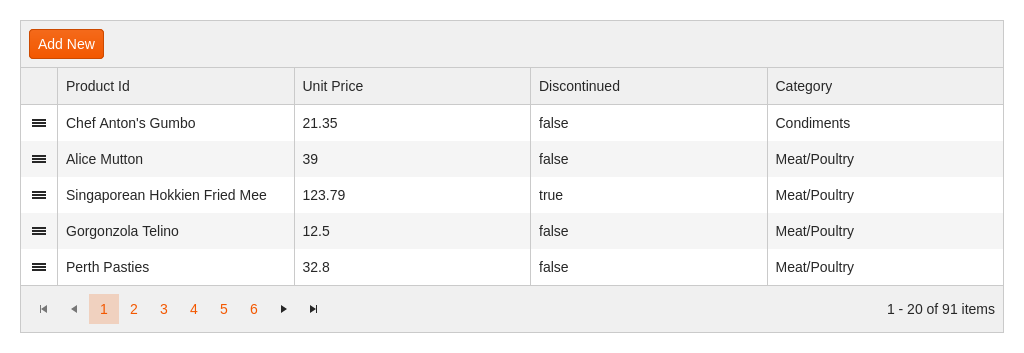 Add New
Product Id Unit Price Discontinued Category
Chef Anton's Gumbo 21.35 false Condiments
Alice Mutton 39 false Meat/Poultry
Singaporean Hokkien Fried Mee 123.79 true Meat/Poultry
Gorgonzola Telino 12.5 false Meat/Poultry
Perth Pasties 32.8 false Meat/Poultry
1 2 3 4 5 6 1 - 20 of 91 items